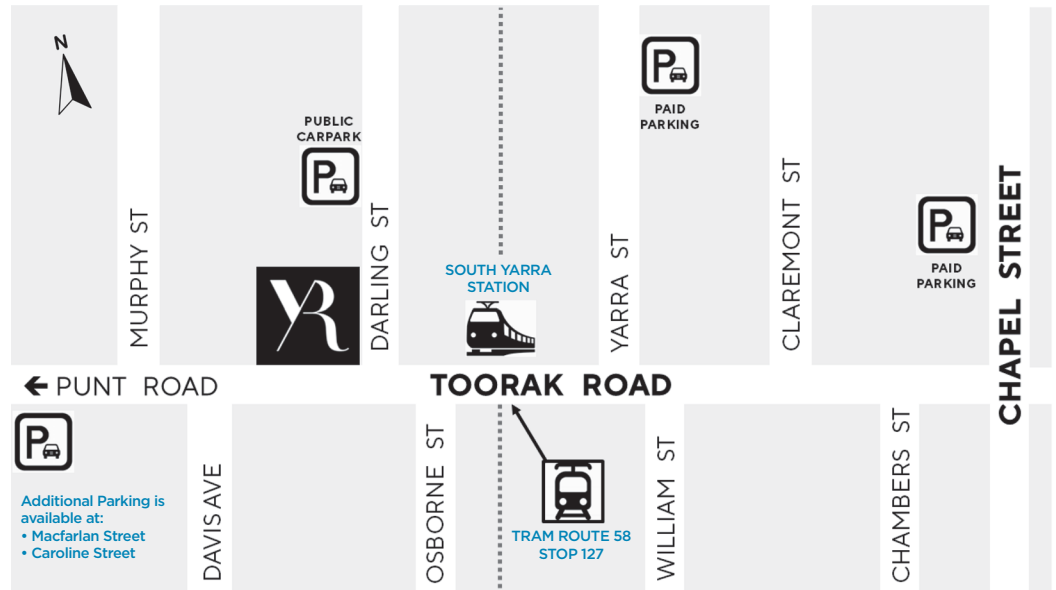 N
PUBLIC
CARPARK
P
P
PAID
PARKING
P
PAID
PARKING
MURPHY ST
DARLING ST
YARRA ST
CLAREMONT ST
CHAPEL STREET
YR
SOUTH YARRA
STATION
← PUNT ROAD
TOORAK ROAD
P
Additional Parking is
available at:
• Macfarlan Street
• Caroline Street
DAVIS AVE
OSBORNE ST
TRAM ROUTE 58
STOP 127
WILLIAM ST
CHAMBERS ST